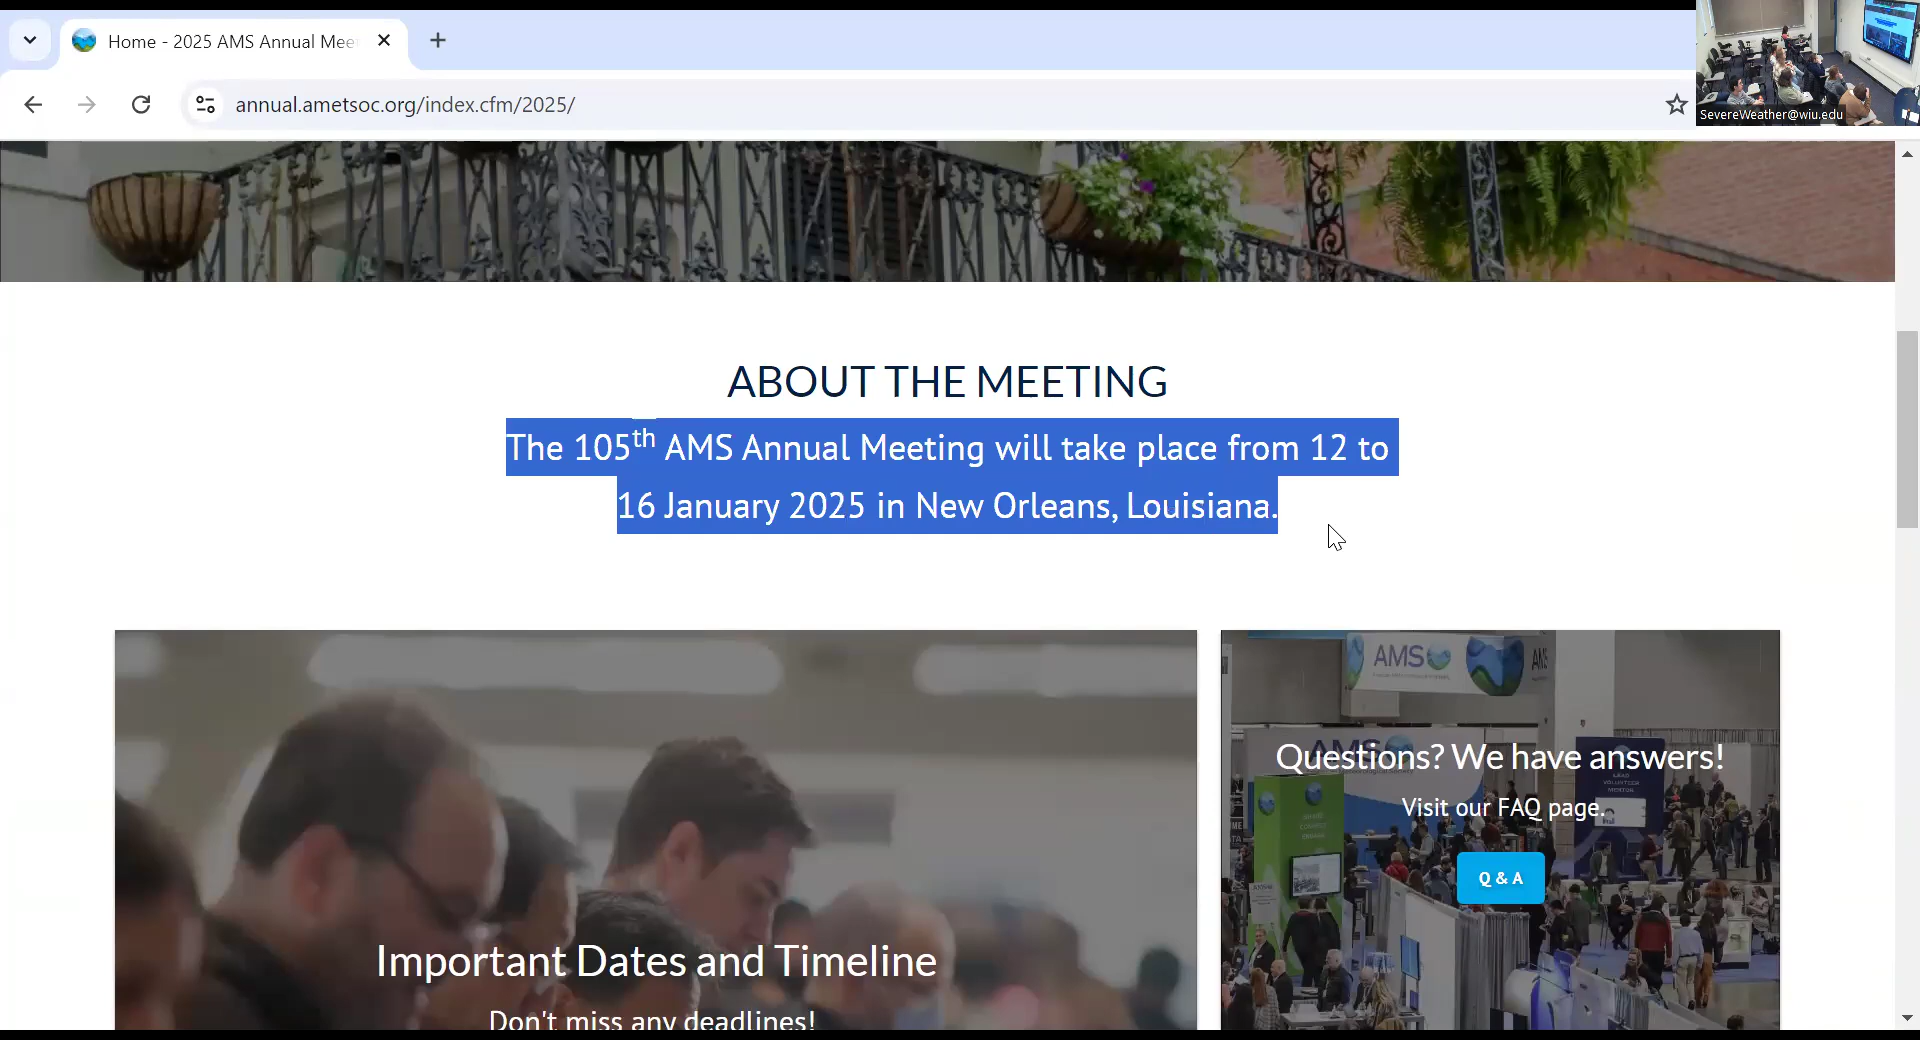 Home - 2025 AMS Annual Mee
annual.ametsoc.org/index.cfm/2025/
SevereWeather@wiu.edu
ABOUT THE MEETING
The 105th AMS Annual Meeting will take place from 12 to
16 January 2025 in New Orleans, Louisiana.
AMS
AMS
Questions? We have answers!
Visit our FAQ page.
Q & A
Important Dates and Timeline
Don't miss any deadlines!